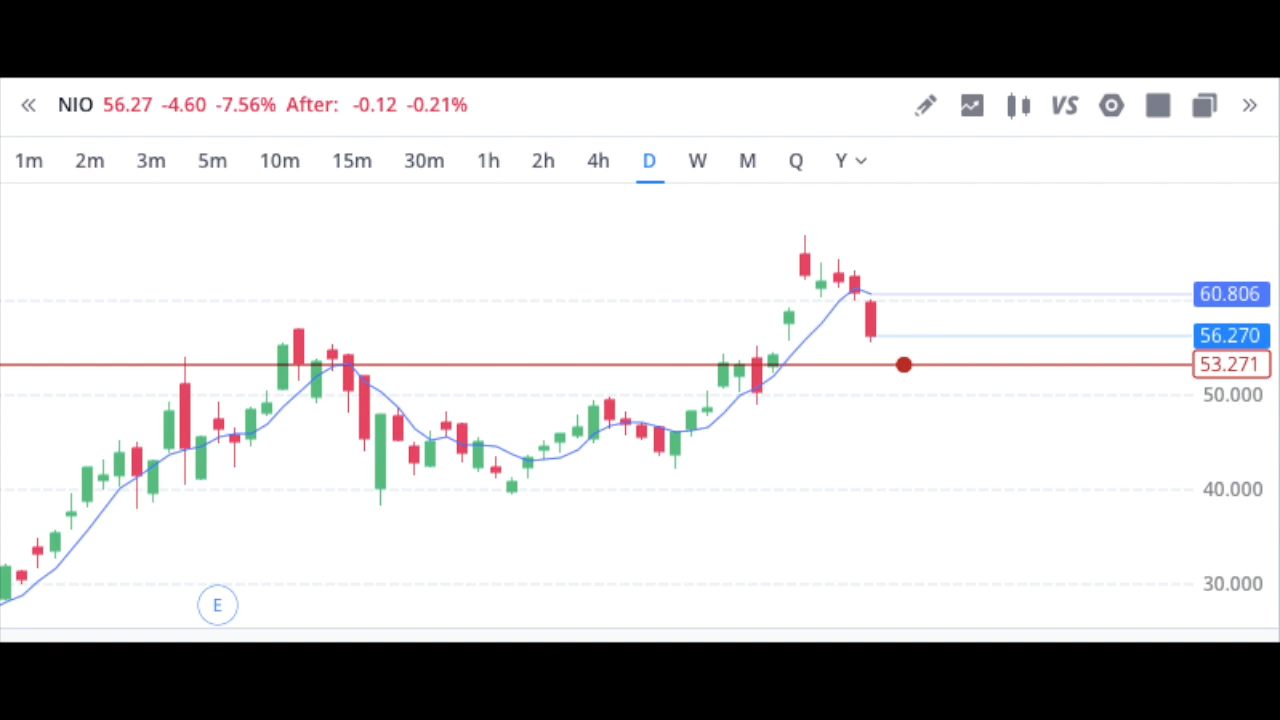 NIO 56.27 -4.60 -7.56% After: -0.12 -0.21% VS
1m 2m 3m 5m 10m 15m 30m 1h 2h 4h D W M Q Y
60.806
56.270
53.271
50.000
40.000
30.000
E